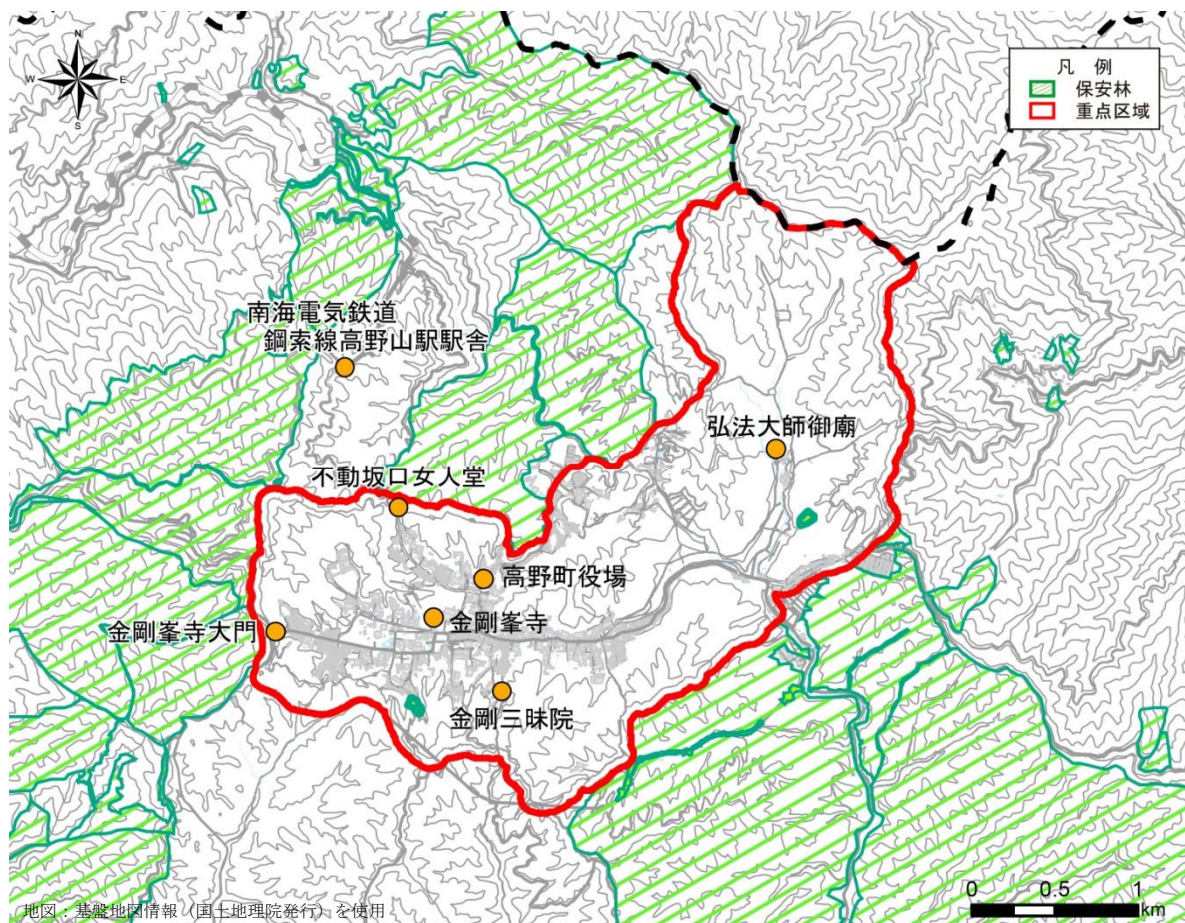 N
W
E
S
凡 例
保安林
重点区域
南海電気鉄道
鋼索線高野山駅駅舎
弘法大師御廟
不動坂口女人堂
高野町役場
金剛峯寺
金剛峯寺大門
金剛三昧院
0 0.5 1
km
地図：基盤地図情報（国土地理院発行）を使用